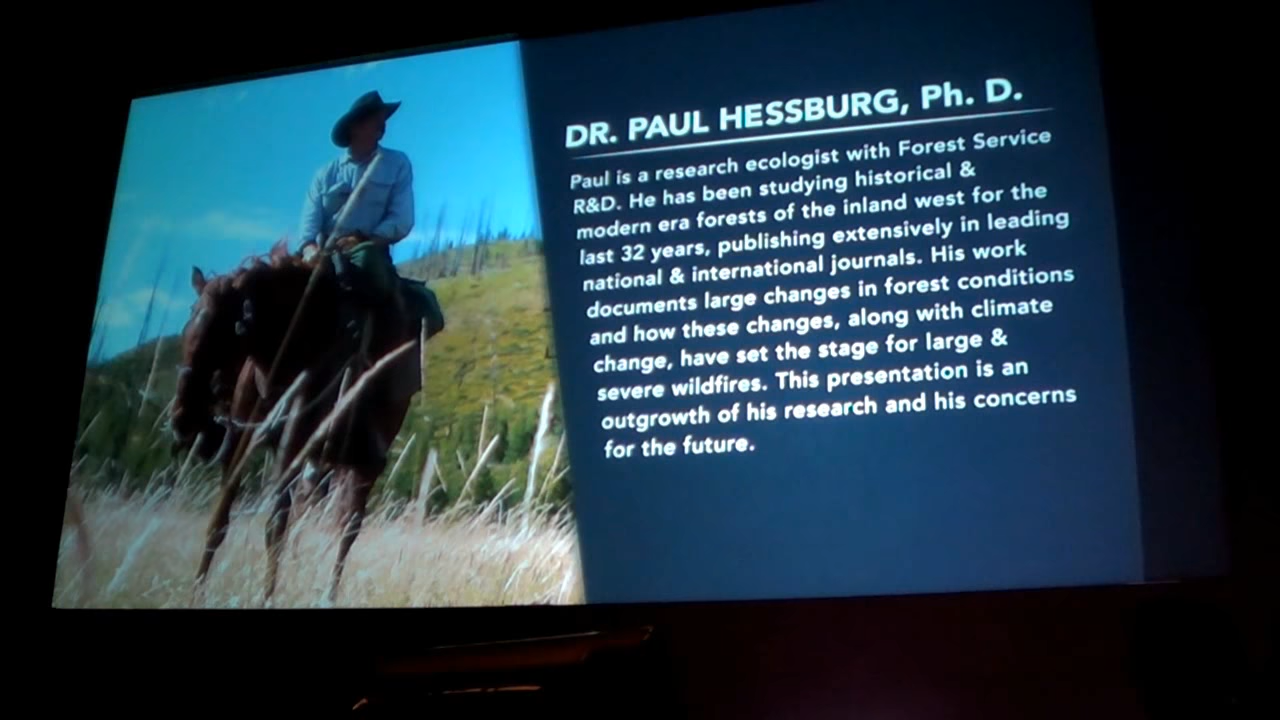 DR. PAUL HESSBURG, Ph. D.
Paul is a research ecologist with Forest Service
R&D. He has been studying historical &
modern era forests of the inland west for the
last 32 years, publishing extensively in leading
national & international journals. His work
documents large changes in forest conditions
and how these changes, along with climate
change, have set the stage for large &
severe wildfires. This presentation is an
outgrowth of his research and his concerns
for the future.